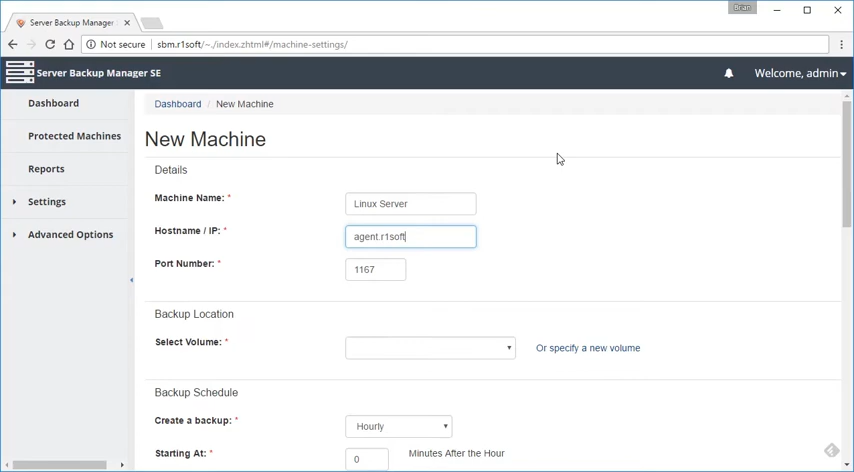 Brian
Server Backup Manager
Not secure sbm.r1soft/~./index.zhtml#/machine-settings/
Server Backup Manager SE
Welcome, admin
Dashboard
Protected Machines
Reports
Settings
Advanced Options
Dashboard / New Machine
New Machine
Details
Machine Name: * Linux Server
Hostname / IP: * agent.r1soft
Port Number: * 1167
Backup Location
Select Volume: * Or specify a new volume
Backup Schedule
Create a backup: * Hourly
Starting At: * 0 Minutes After the Hour